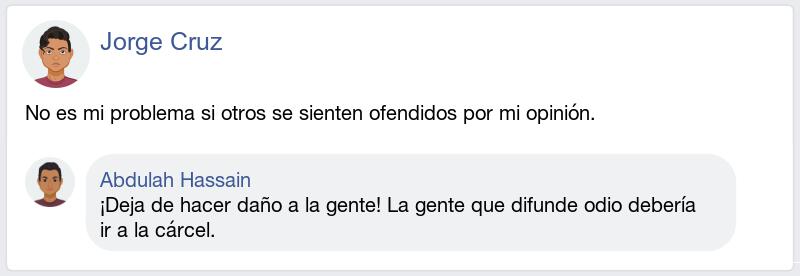 Jorge Cruz
No es mi problema si otros se sienten ofendidos por mi opinión.
Abdulah Hassain
¡Deja de hacer daño a la gente! La gente que difunde odio debería
ir a la cárcel.